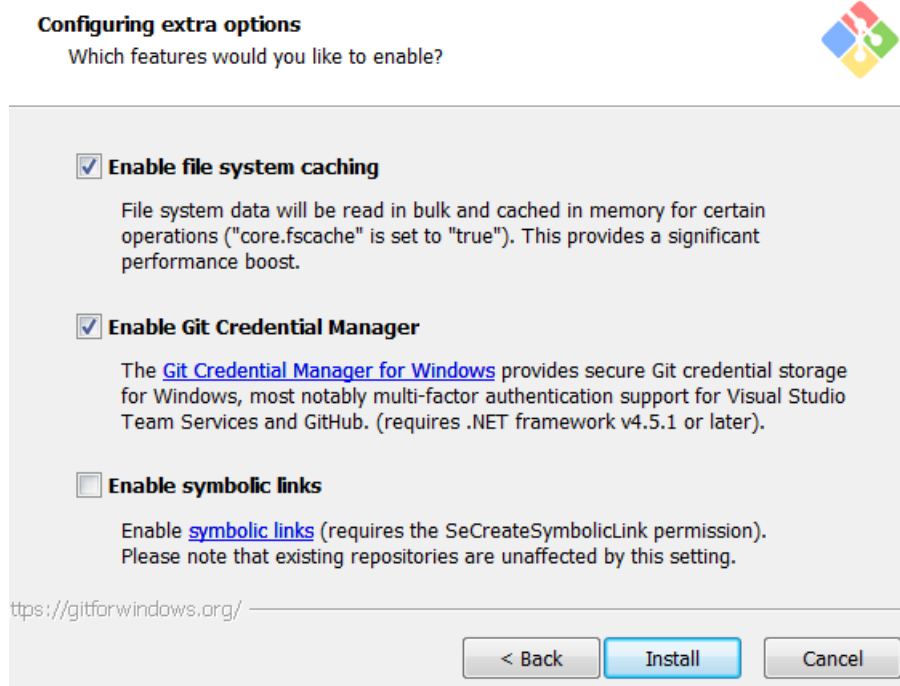 Configuring extra options
Which features would you like to enable?
Enable file system caching
File system data will be read in bulk and cached in memory for certain
operations ("core.fscache" is set to "true"). This provides a significant
performance boost.
Enable Git Credential Manager
The Git Credential Manager for Windows provides secure Git credential storage
for Windows, most notably multi-factor authentication support for Visual Studio
Team Services and GitHub. (requires .NET framework v4.5.1 or later).
Enable symbolic links
Enable symbolic links (requires the SeCreateSymbolicLink permission).
Please note that existing repositories are unaffected by this setting.
ttps://gitforwindows.org/
< Back
Install
Cancel